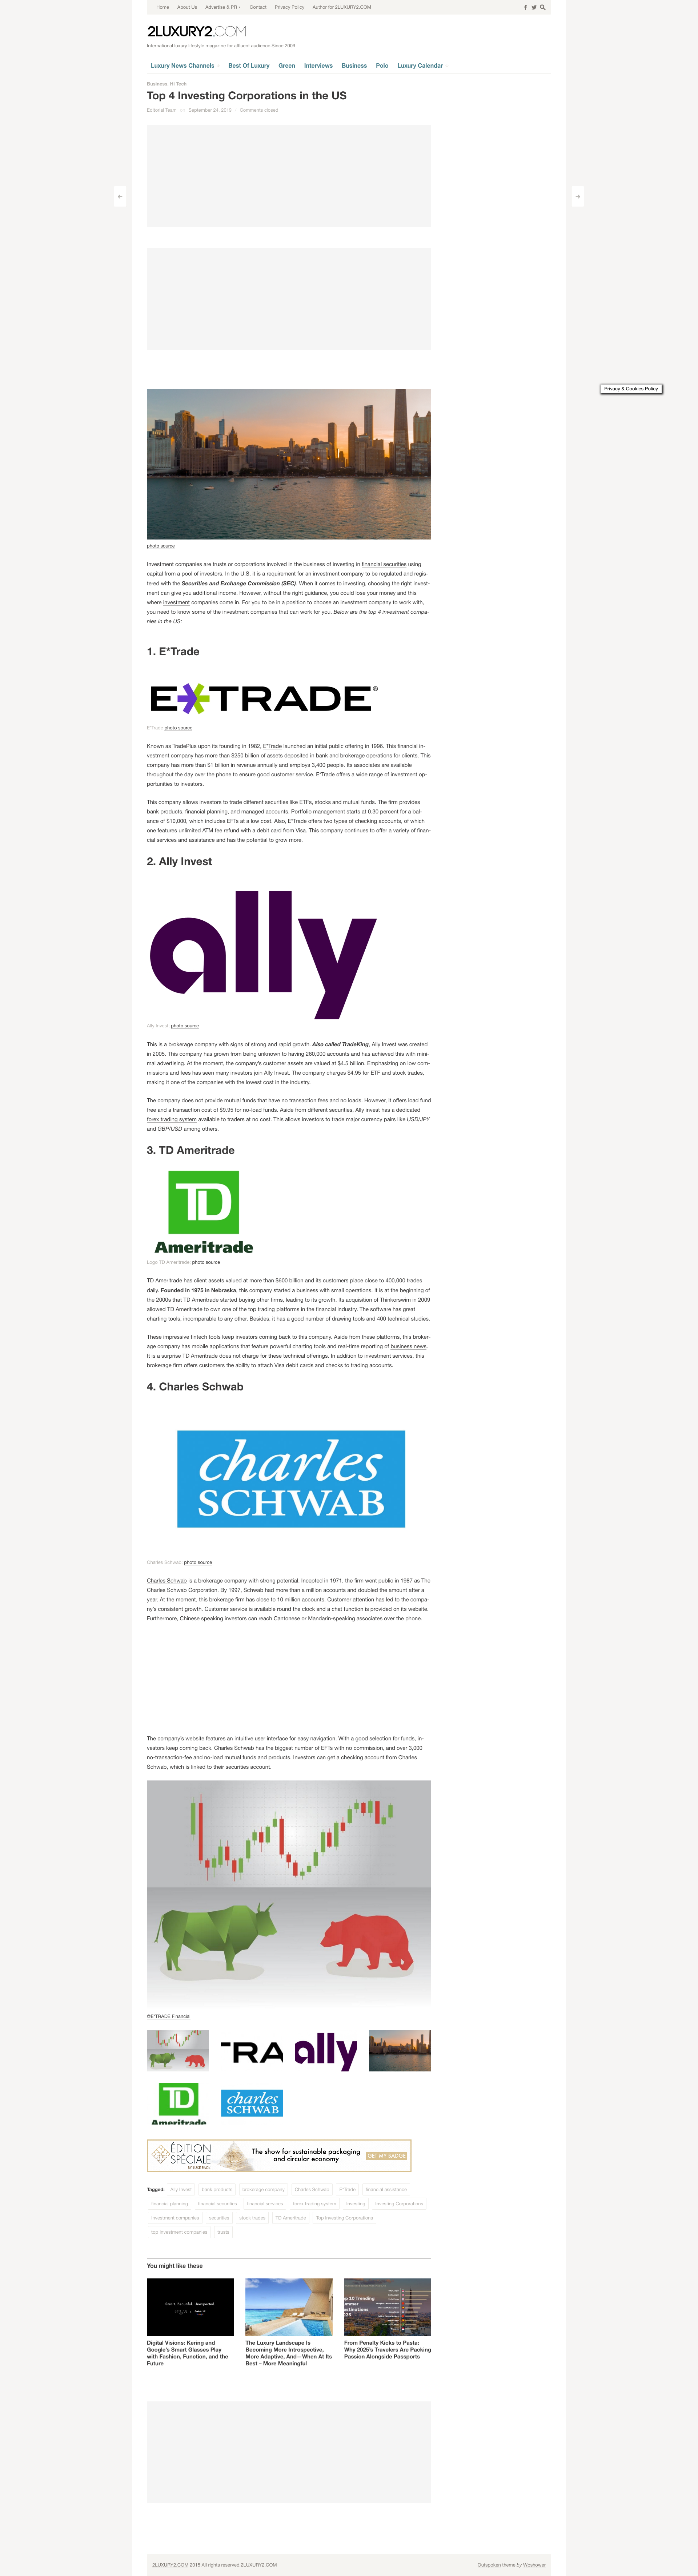 Home About Us Advertise & PR Contact Privacy Policy Author for 2LUXURY2.COM
2LUXURY2.COM
International luxury lifestyle magazine for affluent audience.Since 2009
Luxury News Channels Best Of Luxury Green Interviews Business Polo Luxury Calendar
Business, Hi Tech
Top 4 Investing Corporations in the US
Editorial Team September 24, 2019 Comments closed
Privacy & Cookies Policy
photo source
Investment companies are trusts or corporations involved in the business of investing in financial securities using
capital from a pool of investors. In the U.S, it is a requirement for an investment company to be regulated and regis-
tered with the Securities and Exchange Commission (SEC). When it comes to investing, choosing the right invest-
ment can give you additional income. However, without the right guidance, you could lose your money and this
where investment companies come in. For you to be in a position to choose an investment company to work with,
you need to know some of the investment companies that can work for you. Below are the top 4 investment compa-
nies in the US:
1. E*Trade
E*TRADE®
E*Trade photo source
Known as TradePlus upon its founding in 1982, E*Trade launched an initial public offering in 1996. This financial in-
vestment company has more than $250 billion of assets deposited in bank and brokerage operations for clients. This
company has more than $1 billion in revenue annually and employs 3,400 people. Its associates are available
throughout the day over the phone to ensure good customer service. E*Trade offers a wide range of investment op-
portunities to investors.
This company allows investors to trade different securities like ETFs, stocks and mutual funds. The firm provides
bank products, financial planning, and managed accounts. Portfolio management starts at 0.30 percent for a bal-
ance of $10,000, which includes EFTs at a low cost. Also, E*Trade offers two types of checking accounts, of which
one features unlimited ATM fee refund with a debit card from Visa. This company continues to offer a variety of finan-
cial services and assistance and has the potential to grow more.
2. Ally Invest
ally
Ally Invest: photo source
This is a brokerage company with signs of strong and rapid growth. Also called TradeKing, Ally Invest was created
in 2005. This company has grown from being unknown to having 260,000 accounts and has achieved this with mini-
mal advertising. At the moment, the company's customer assets are valued at $4.5 billion. Emphasizing on low com-
missions and fees has seen many investors join Ally Invest. The company charges $4.95 for ETF and stock trades,
making it one of the companies with the lowest cost in the industry.
The company does not provide mutual funds that have no transaction fees and no loads. However, it offers load fund
free and a transaction cost of $9.95 for no-load funds. Aside from different securities, Ally invest has a dedicated
forex trading system available to traders at no cost. This allows investors to trade major currency pairs like USD/JPY
and GBP/USD among others.
3. TD Ameritrade
TD
Ameritrade
Logo TD Ameritrade, photo source
TD Ameritrade has client assets valued at more than $600 billion and its customers place close to 400,000 trades
daily. Founded in 1975 in Nebraska, this company started a business with small operations. It is at the beginning of
the 2000s that TD Ameritrade started buying other firms, leading to its growth. Its acquisition of Thinkorswim in 2009
allowed TD Ameritrade to own one of the top trading platforms in the financial industry. The software has at great
charting tools, incomparable to any other. Besides, it has a good number of drawing tools and 400 technical studies.
These impressive fintech tools keep investors coming back to this company. Aside from these platforms, this broker-
age company has mobile applications that feature powerful charting tools and real-time reporting of business news.
It is a surprise TD Ameritrade does not charge for these technical offerings. In addition to investment services, this
brokerage firm offers customers the ability to attach Visa debit cards and checks to trading accounts.
4. Charles Schwab
charles
SCHWAB
Charles Schwab: photo source
Charles Schwab is a brokerage company with strong potential. Incepted in 1971, the firm went public in 1987 as The
Charles Schwab Corporation. By 1997, Schwab had more than a million accounts and doubled the amount after a
year. At the moment, this brokerage firm has close to 10 million accounts. Customer attention has led to the compa-
ny's consistent growth. Customer service is available round the clock and a chat function is provided on its website.
Furthermore, Chinese speaking investors can reach Cantonese or Mandarin-speaking associates over the phone.
The company's website features an intuitive user interface for easy navigation. With a good selection for funds, in-
vestors keep coming back. Charles Schwab has the biggest number of EFTs with no commission, and over 3,000
no-transaction-fee and no-load mutual funds and products. Investors can get a checking account from Charles
Schwab, which is linked to their securities account.
@E*TRADE Financial
TRA ally
TD
Ameritrade
charles
SCHWAB
ÉDITION
SPÉCIALE
BY LUXE PACK
The show for sustainable packaging
and circular economy
GET MY BADGE
Tagged: Ally Invest bank products brokerage company Charles Schwab E*Trade financial assistance
financial planning financial securities financial services forex trading system Investing Investing Corporations
Investment companies securities stock trades TD Ameritrade Top Investing Corporations
top investment companies trusts
You might like these
Smart. Beautiful. Unexpected.
Digital Visions: Kering and
Google's Smart Glasses Play
with Fashion, Function, and the
Future
The Luxury Landscape Is
Becoming More Introspective,
More Adaptive, And – When At Its
Best – More Meaningful
From Penalty Kicks to Pasta:
Why 2025's Travelers Are Packing
Passion Alongside Passports
2LUXURY2.COM 2015 All rights reserved.2LUXURY2.COM
Outspoken theme by Wpshower